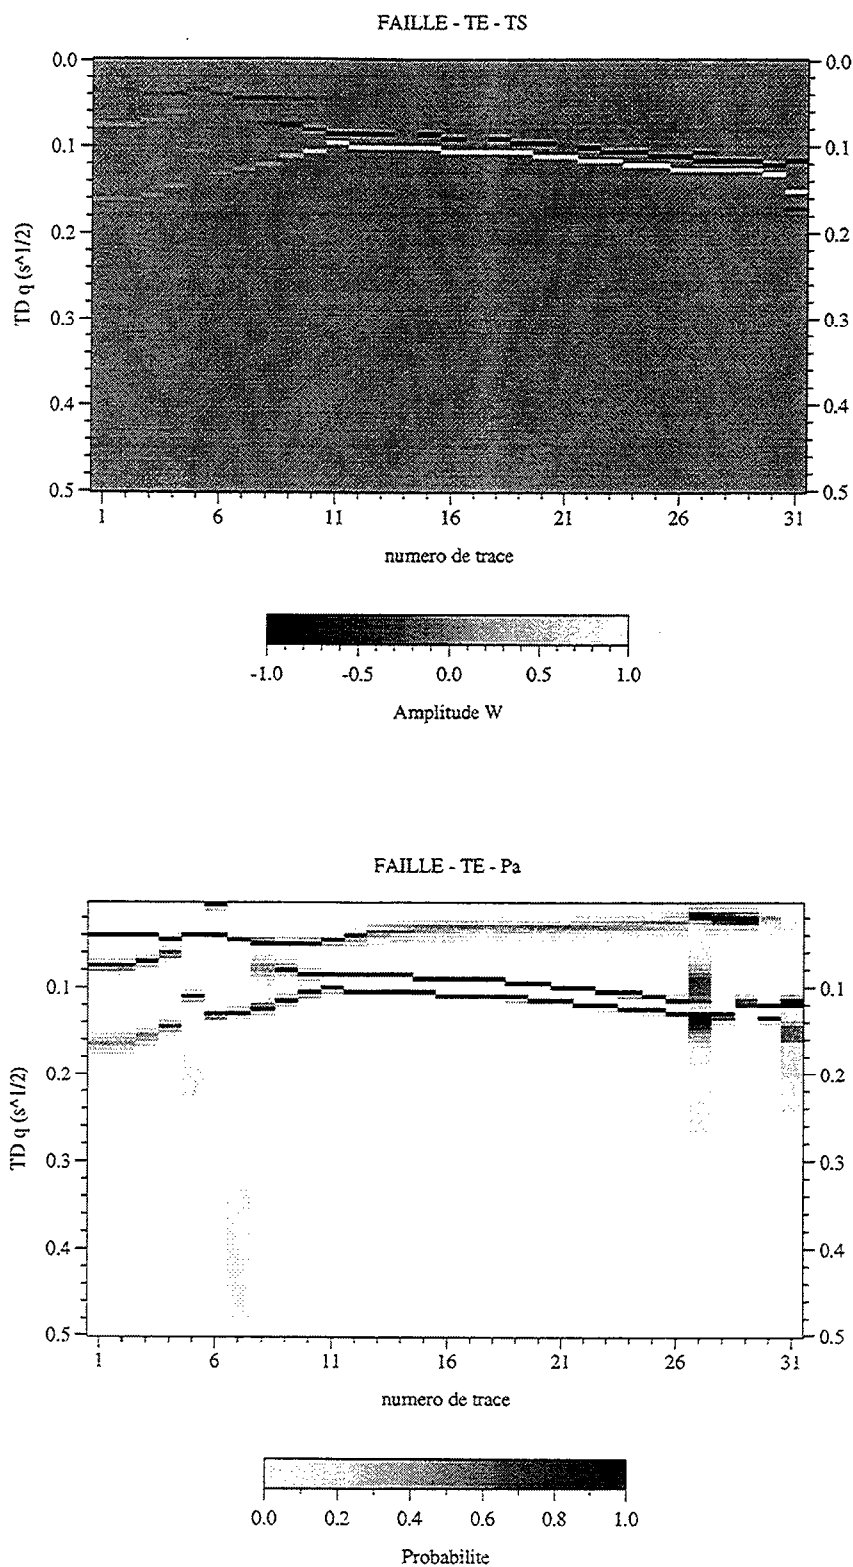 FAILLE - TE - TS
0.0 0.0
0.1 0.1
0.2 0.2
TD q (s^1/2)
0.3 0.3
0.4 0.4
0.5 0.5
1 6 11 16 21 26 31
numero de trace
-1.0 -0.5 0.0 0.5 1.0
Amplitude W
FAILLE - TE - Pa
0.1 0.1
0.2 0.2
TD q (s^1/2)
0.3 0.3
0.4 0.4
0.5 0.5
1 6 11 16 21 26 31
numero de trace
0.0 0.2 0.4 0.6 0.8 1.0
Probabilite